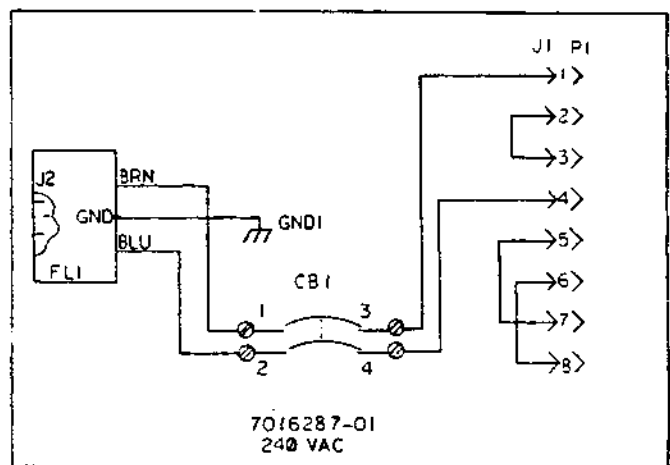 J1 P1
1
2
3
4
5
6
7
8
J2
BRN
GND
GND1
BLU
FL1
CB1
1 3
2 4
7016287-01
240 VAC